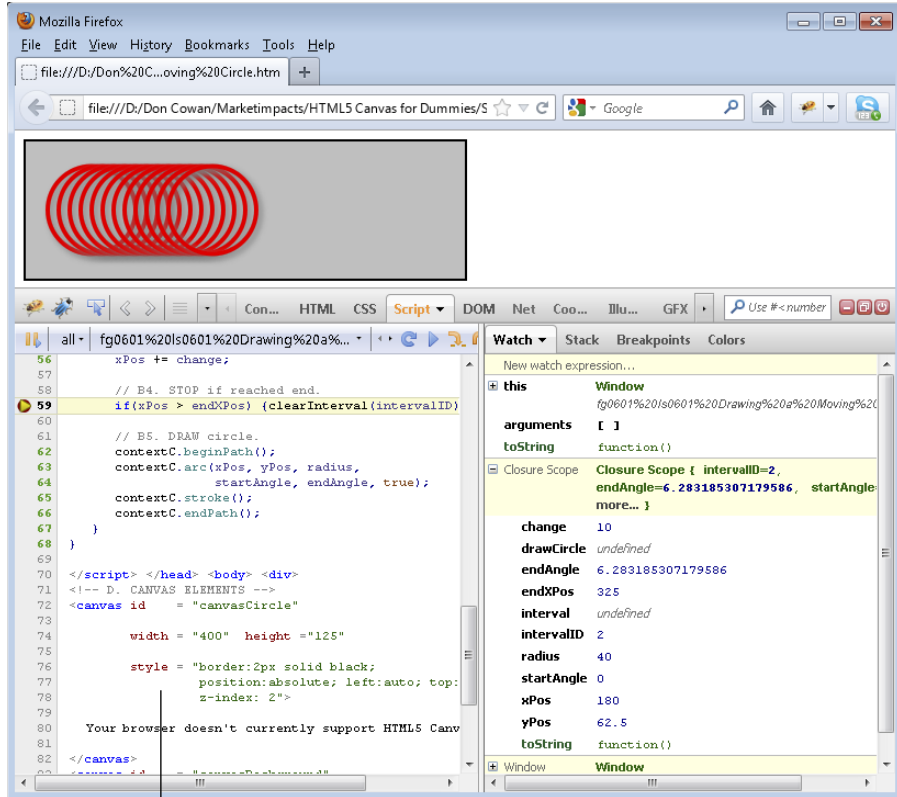 Mozilla Firefox
File Edit View History Bookmarks Tools Help
file:///D:/Don%20C...oving%20Circle.htm +
file:///D:/Don Cowan/Marketimpacts/HTML5 Canvas for Dummies/S Google
Con... HTML CSS Script DOM Net Coo... Illu... GFX Use #<number
all fg0601%20ls0601%20Drawing%20a%...
Watch Stack Breakpoints Colors
56 xPos += change;
57
58 // B4. STOP if reached end.
59 if(xPos > endXPos) {clearInterval(intervalID)
60
61 // B5. DRAW circle.
62 contextC.beginPath();
63 contextC.arc(xPos, yPos, radius,
64 startAngle, endAngle, true);
65 contextC.stroke();
66 contextC.endPath();
67 }
68 }
69
70 </script> </head> <body> <div>
71 <!-- D. CANVAS ELEMENTS -->
72 <canvas id = "canvasCircle"
73
74 width = "400" height ="125"
75
76 style = "border:2px solid black;
77 position:absolute; left:auto; top:
78 z-index: 2">
79
80 Your browser doesn't currently support HTML5 Canv
81
82 </canvas>
New watch expression...
this Window
fg0601%20ls0601%20Drawing%20a%20Moving%20
arguments [ ]
toString function()
Closure Scope Closure Scope { intervalID=2,
endAngle=6.283185307179586, startAngle
more... }
change 10
drawCircle undefined
endAngle 6.283185307179586
endXPos 325
interval undefined
intervalID 2
radius 40
startAngle 0
xPos 180
yPos 62.5
toString function()
Window Window